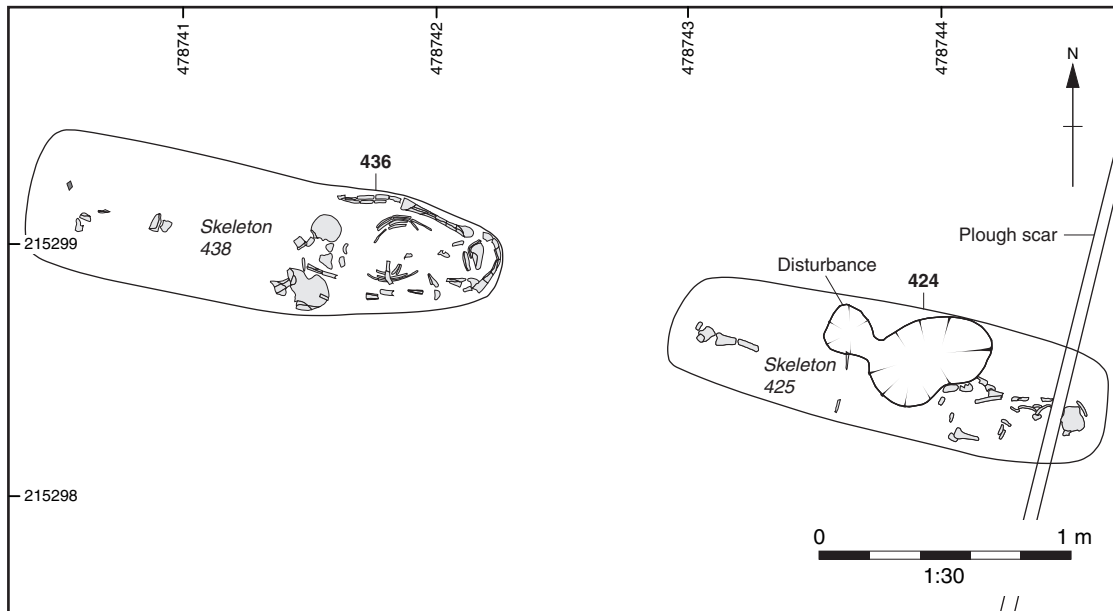 478741
478742
478743
478744
N
436
Skeleton
438
215299
Plough scar
Disturbance
424
Skeleton
425
215298
0
1 m
1:30